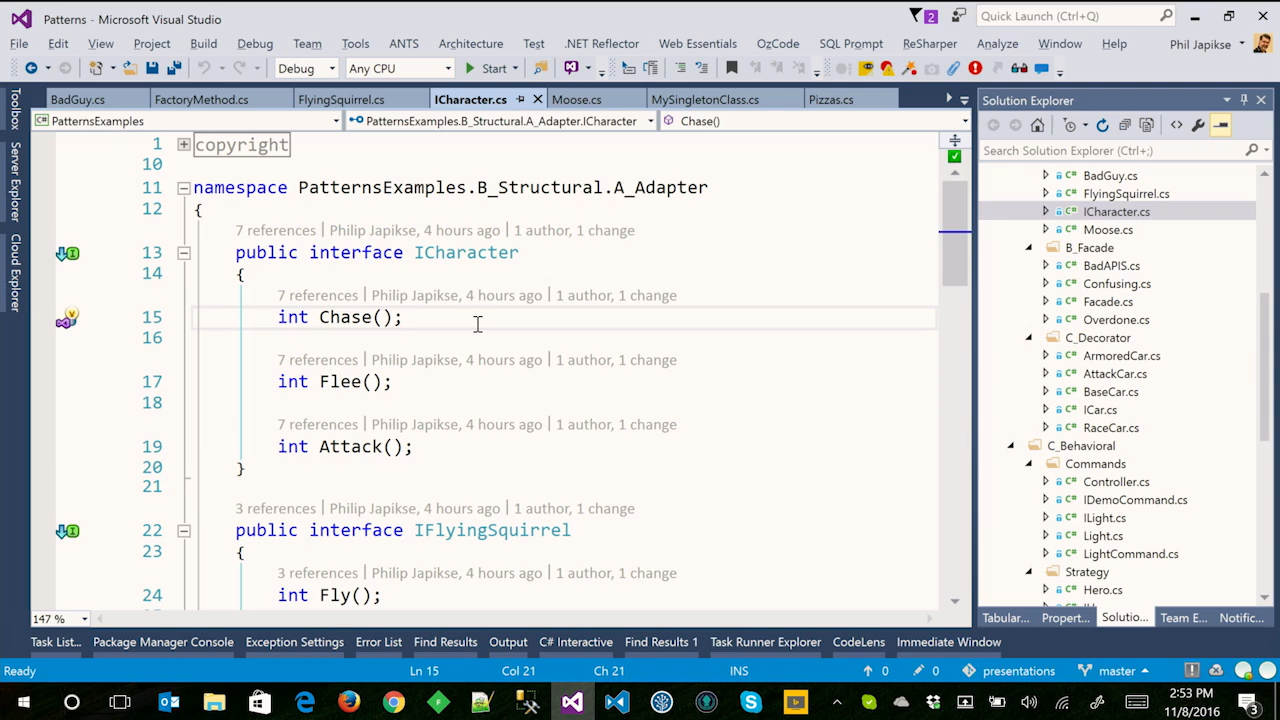 Patterns - Microsoft Visual Studio
2
Quick Launch (Ctrl+Q)
File Edit View Project Build Debug Team Tools ANTS Architecture Test .NET Reflector Web Essentials OzCode SQL Prompt ReSharper Analyze Window Help Phil Japikse
Debug Any CPU Start
BadGuy.cs FactoryMethod.cs FlyingSquirrel.cs ICharacter.cs Moose.cs MySingletonClass.cs Pizzas.cs
PatternsExamples PatternsExamples.B_Structural.A_Adapter.ICharacter Chase()
Toolbox
Server Explorer
Cloud Explorer
1 copyright
10
11 namespace PatternsExamples.B_Structural.A_Adapter
12 {
7 references | Philip Japikse, 4 hours ago | 1 author, 1 change
13 public interface ICharacter
14 {
7 references | Philip Japikse, 4 hours ago | 1 author, 1 change
15 int Chase();
16
7 references | Philip Japikse, 4 hours ago | 1 author, 1 change
17 int Flee();
18
7 references | Philip Japikse, 4 hours ago | 1 author, 1 change
19 int Attack();
20 }
21
3 references | Philip Japikse, 4 hours ago | 1 author, 1 change
22 public interface IFlyingSquirrel
23 {
3 references | Philip Japikse, 4 hours ago | 1 author, 1 change
24 int Fly();
147 %
Solution Explorer
Search Solution Explorer (Ctrl+;)
C# BadGuy.cs
C# FlyingSquirrel.cs
C# ICharacter.cs
C# Moose.cs
B_Facade
C# BadAPIS.cs
C# Confusing.cs
C# Facade.cs
C# Overdone.cs
C_Decorator
C# ArmoredCar.cs
C# AttackCar.cs
C# BaseCar.cs
C# ICar.cs
C# RaceCar.cs
C_Behavioral
Commands
C# Controller.cs
C# IDemoCommand.cs
C# ILight.cs
C# Light.cs
C# LightCommand.cs
Strategy
C# Hero.cs
Tabular... Propert... Solutio... Team E... Notific...
Task List... Package Manager Console Exception Settings Error List Find Results Output C# Interactive Find Results 1 Task Runner Explorer CodeLens Immediate Window
Ready Ln 15 Col 21 Ch 21 INS 0 0 presentations master
2:53 PM
11/8/2016
3